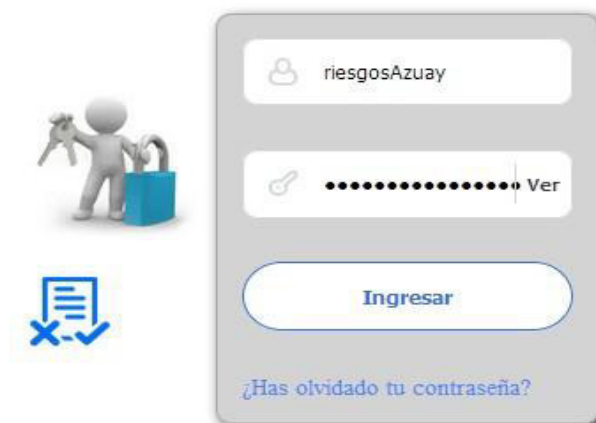 riesgosAzuay
•••••••••••••••• Ver
Ingresar
¿Has olvidado tu contraseña?